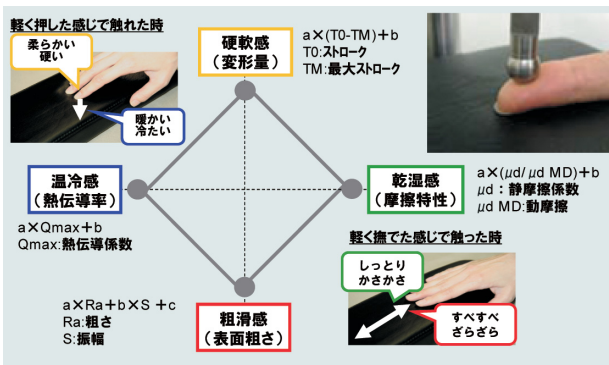 軽く押した感じで触れた時
柔らかい
硬い
暖かい
冷たい
硬軟感
(変形量)
a×(T0-TM)+b
T0:ストローク
TM:最大ストローク
温冷感
(熱伝導率)
a×Qmax+b
Qmax:熱伝導係数
乾湿感
(摩擦特性)
a×(μd/μd MD)+b
μd:静摩擦係数
μd MD:動摩擦
軽く撫でた感じで触った時
しっとり
かさかさ
すべすべ
ざらざら
a×Ra+b×S +c
Ra:粗さ
S:振幅
粗滑感
(表面粗さ)